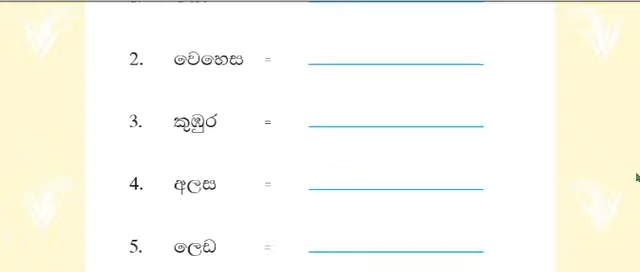 2. වෙහෙස =
3. කුඹුර =
4. අලස =
5. ලෙඩ =